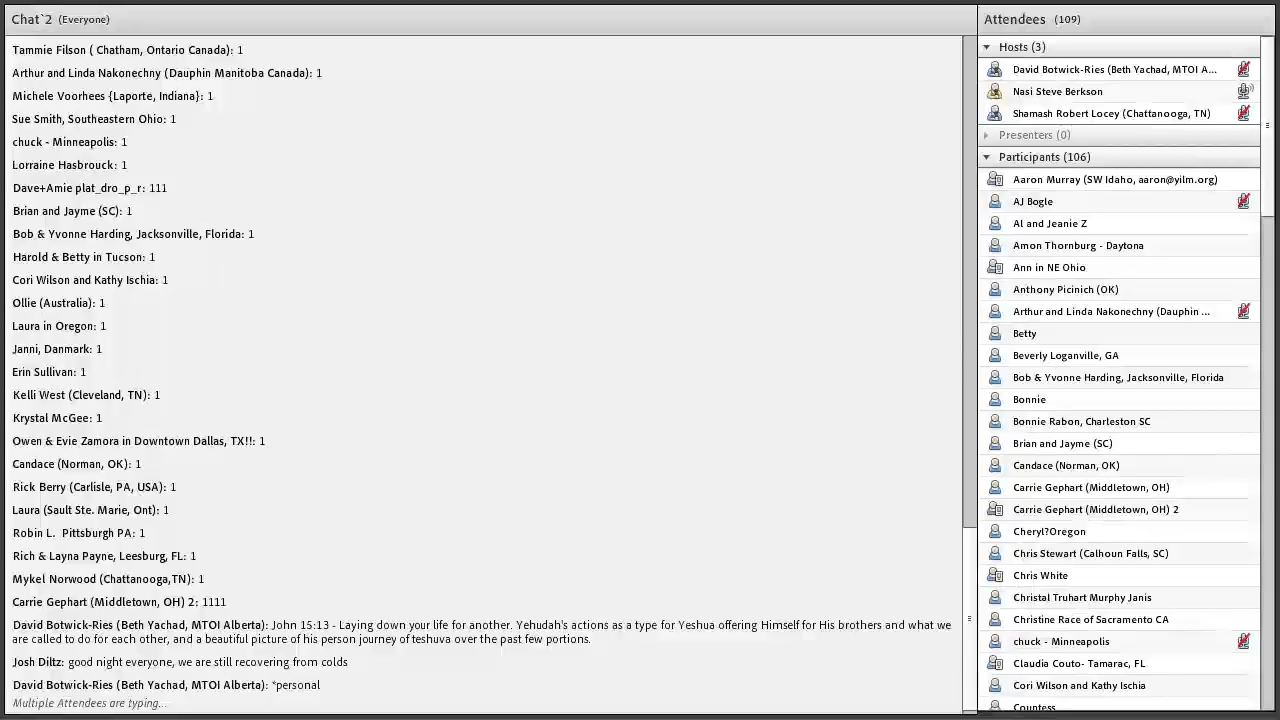 Chat`2 (Everyone)
Tammie Filson ( Chatham, Ontario Canada): 1
Arthur and Linda Nakonechny (Dauphin Manitoba Canada): 1
Michele Voorhees {Laporte, Indiana}: 1
Sue Smith, Southeastern Ohio: 1
chuck - Minneapolis: 1
Lorraine Hasbrouck: 1
Dave+Amie plat_dro_p_r: 111
Brian and Jayme (SC): 1
Bob & Yvonne Harding, Jacksonville, Florida: 1
Harold & Betty in Tucson: 1
Cori Wilson and Kathy Ischia: 1
Ollie (Australia): 1
Laura in Oregon: 1
Janni, Danmark: 1
Erin Sullivan: 1
Kelli West (Cleveland, TN): 1
Krystal McGee: 1
Owen & Evie Zamora in Downtown Dallas, TX!!: 1
Candace (Norman, OK): 1
Rick Berry (Carlisle, PA, USA): 1
Laura (Sault Ste. Marie, Ont): 1
Robin L.  Pittsburgh PA: 1
Rich & Layna Payne, Leesburg, FL: 1
Mykel Norwood (Chattanooga,TN): 1
Carrie Gephart (Middletown, OH) 2: 1111
David Botwick-Ries (Beth Yachad, MTOI Alberta): John 15:13 - Laying down your life for another. Yehudah's actions as a type for Yeshua offering Himself for His brothers and what we
are called to do for each other, and a beautiful picture of his person journey of teshuva over the past few portions.
Josh Diltz: good night everyone, we are still recovering from colds
David Botwick-Ries (Beth Yachad, MTOI Alberta): *personal
Multiple Attendees are typing...
Attendees (109)
Hosts (3)
David Botwick-Ries (Beth Yachad, MTOI A...
Nasi Steve Berkson
Shamash Robert Locey (Chattanooga, TN)
Presenters (0)
Participants (106)
Aaron Murray (SW Idaho, aaron@yilm.org)
AJ Bogle
Al and Jeanie Z
Amon Thornburg - Daytona
Ann in NE Ohio
Anthony Picinich (OK)
Arthur and Linda Nakonechny (Dauphin ...
Betty
Beverly Loganville, GA
Bob & Yvonne Harding, Jacksonville, Florida
Bonnie
Bonnie Rabon, Charleston SC
Brian and Jayme (SC)
Candace (Norman, OK)
Carrie Gephart (Middletown, OH)
Carrie Gephart (Middletown, OH) 2
Cheryl?Oregon
Chris Stewart (Calhoun Falls, SC)
Chris White
Christal Truhart Murphy Janis
Christine Race of Sacramento CA
chuck - Minneapolis
Claudia Couto- Tamarac, FL
Cori Wilson and Kathy Ischia
Countess